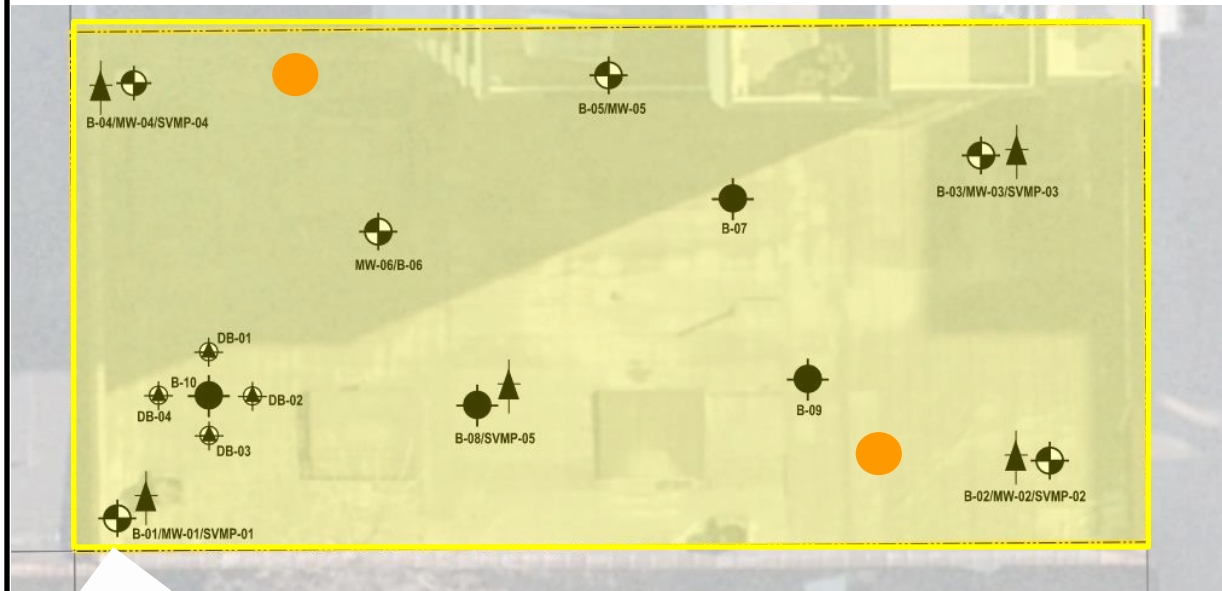 B-04/MW-04/SVMP-04
B-05/MW-05
B-03/MW-03/SVMP-03
B-07
MW-06/B-06
DB-01
B-10
DB-04
DB-02
DB-03
B-08/SVMP-05
B-09
B-02/MW-02/SVMP-02
B-01/MW-01/SVMP-01